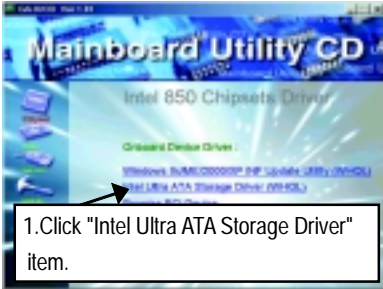 Mainboard Utility CD
Intel 850 Chipsets Driver
Onboard Device Driver :
Windows 9x/ME/2000/XP INF Update Utility (WHQL)
Intel Ultra ATA Storage Driver (WHQL)
1.Click "Intel Ultra ATA Storage Driver"
item.